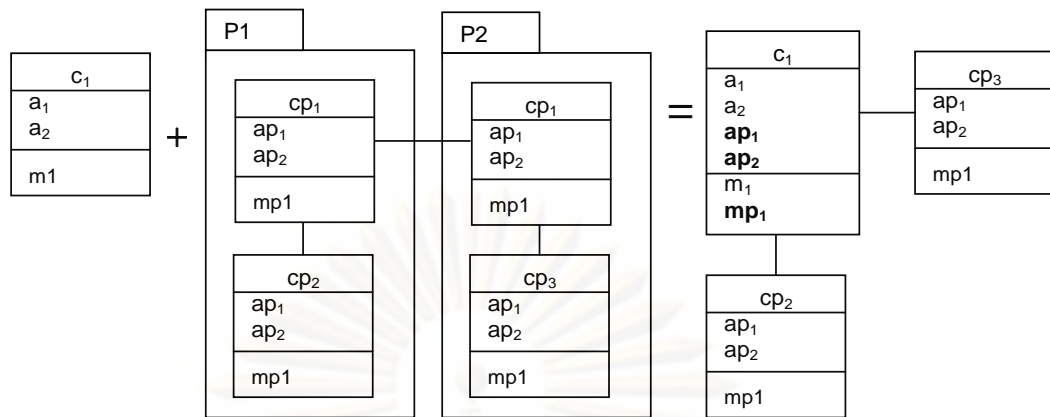 c₁
a₁
a₂
m1
+
P1
cp₁
ap₁
ap₂
mp1
cp₂
ap₁
ap₂
mp1
P2
cp₁
ap₁
ap₂
mp1
cp₃
ap₁
ap₂
mp1
=
c₁
a₁
a₂
ap₁
ap₂
m₁
mp₁
cp₃
ap₁
ap₂
mp1
cp₂
ap₁
ap₂
mp1